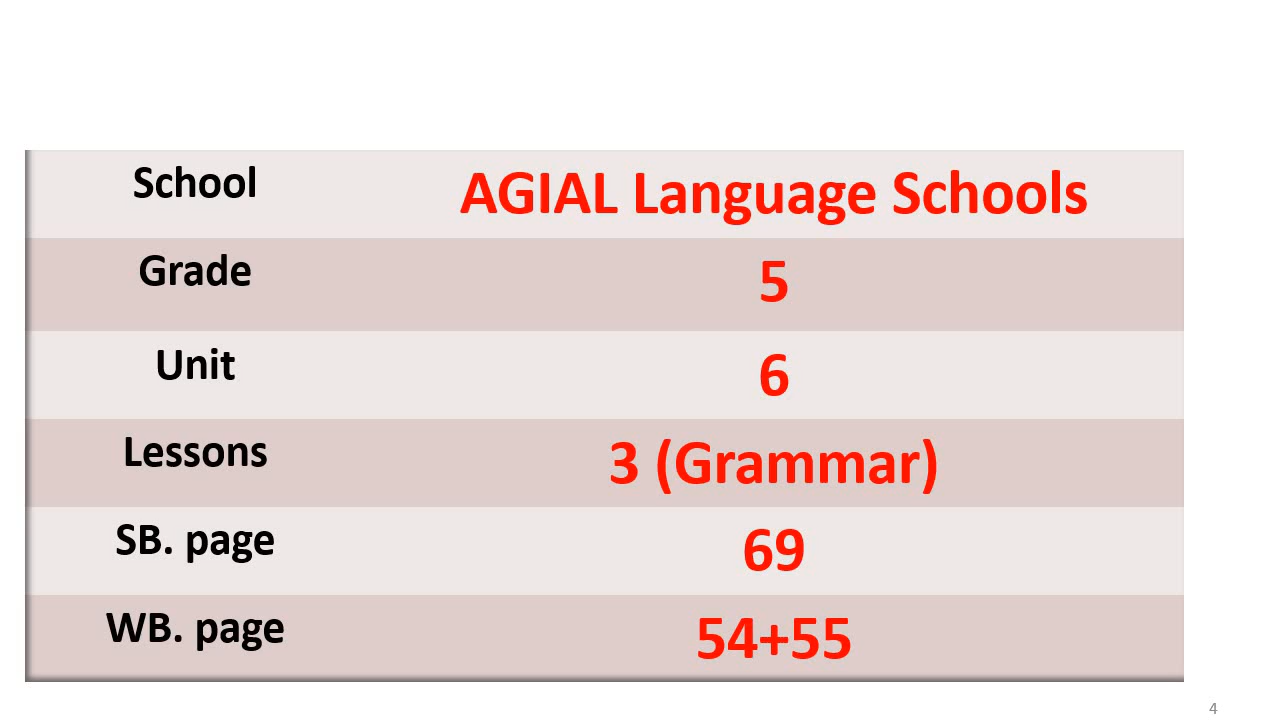 School AGIAL Language Schools
Grade 5
Unit 6
Lessons 3 (Grammar)
SB. page 69
WB. page 54+55
4